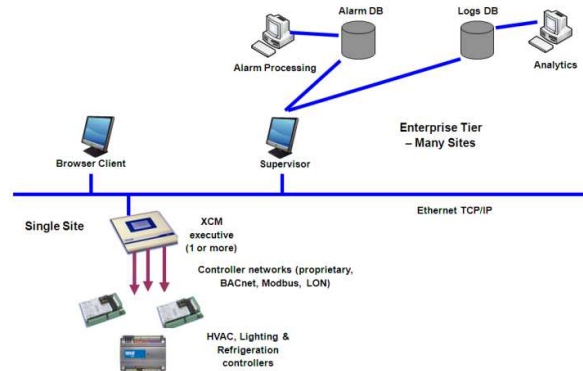 Alarm DB
Logs DB
Alarm Processing
Analytics
Enterprise Tier
– Many Sites
Browser Client
Supervisor
Ethernet TCP/IP
Single Site
XCM
executive
(1 or more)
Controller networks (proprietary,
BACnet, Modbus, LON)
HVAC, Lighting &
Refrigeration
controllers